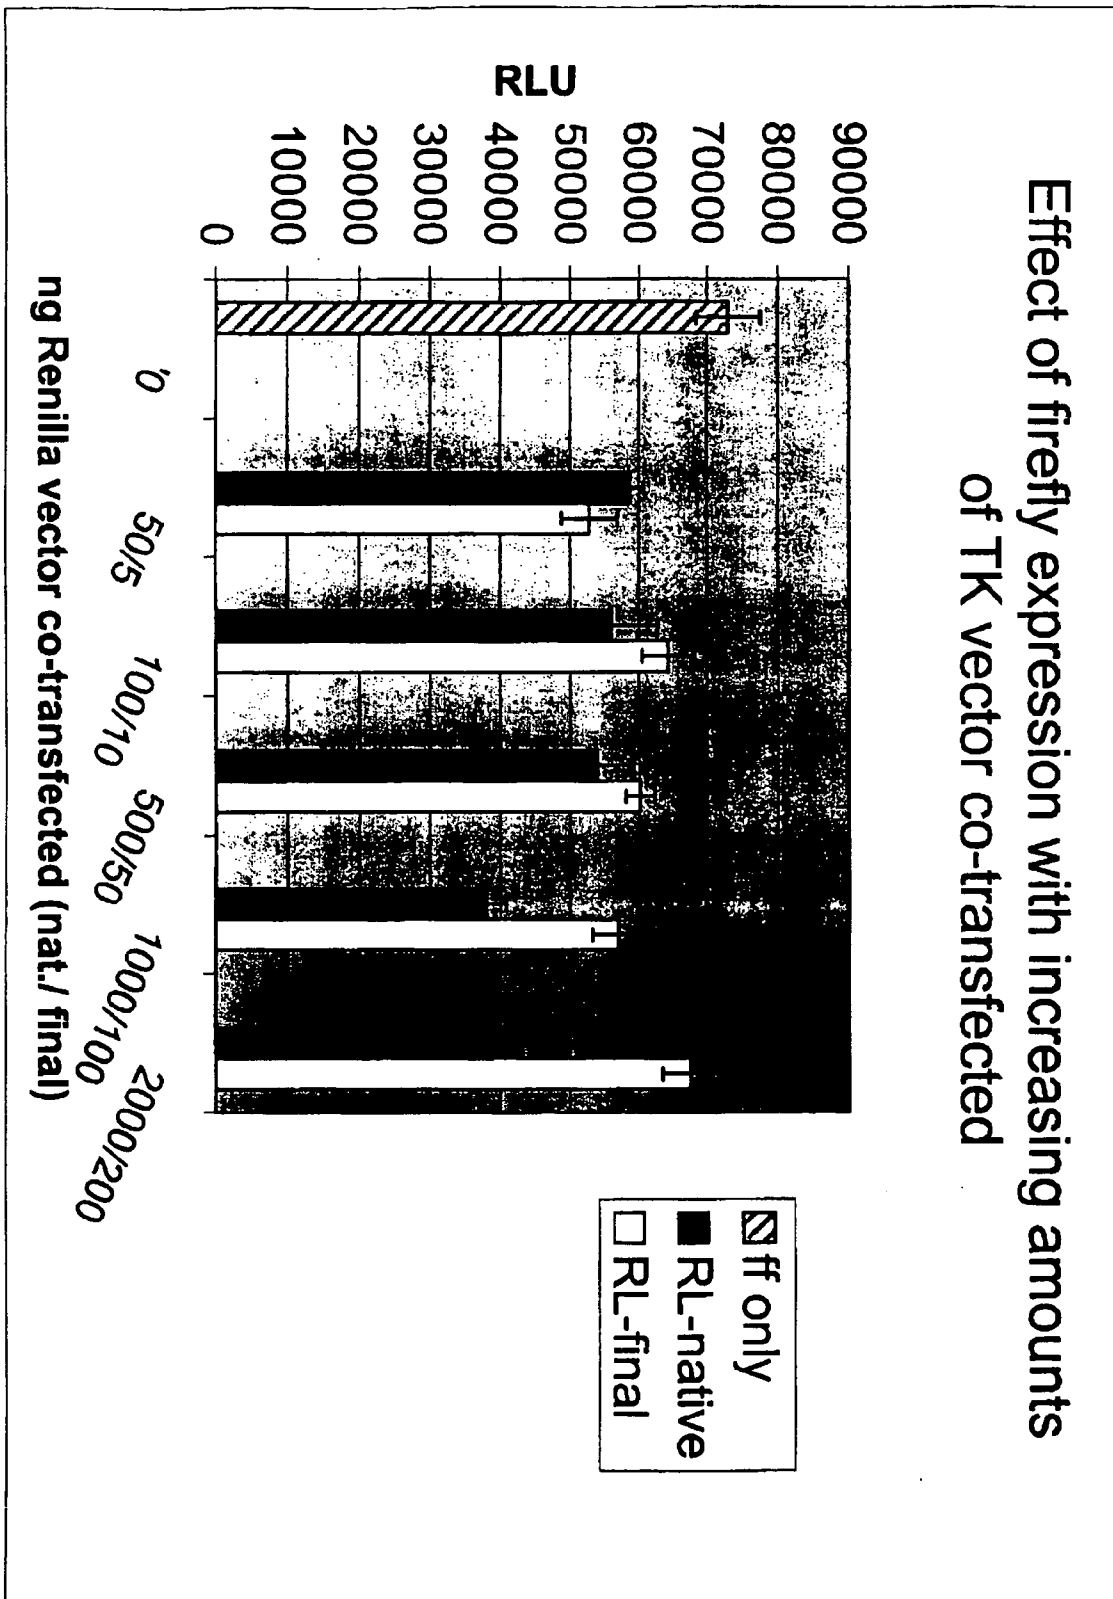 Effect of firefly expression with increasing amounts
of TK vector co-transfected
RLU
90000
80000
70000
60000
50000
40000
30000
20000
10000
0
'0
50/5
100/10
500/50
1000/100
2000/200
ng Renilla vector co-transfected (nat./ final)
ff only
RL-native
RL-final